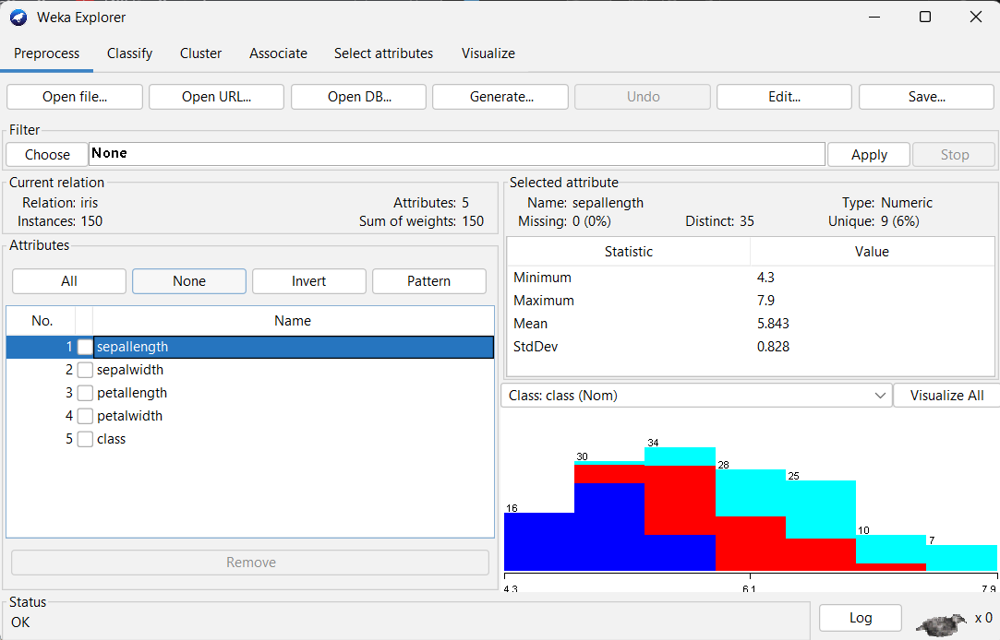 Weka Explorer
Preprocess Classify Cluster Associate Select attributes Visualize
Open file... Open URL... Open DB... Generate... Undo Edit... Save...
Filter
Choose None Apply Stop
Current relation
Relation: iris Attributes: 5
Instances: 150 Sum of weights: 150
Attributes
All None Invert Pattern
No. Name
1 sepallength
2 sepalwidth
3 petallength
4 petalwidth
5 class
Remove
Selected attribute
Name: sepallength Type: Numeric
Missing: 0 (0%) Distinct: 35 Unique: 9 (6%)
Statistic Value
Minimum 4.3
Maximum 7.9
Mean 5.843
StdDev 0.828
Class: class (Nom) Visualize All
16 30 34 28 25 10 7
4.3 6.1 7.9
Status
OK Log x 0